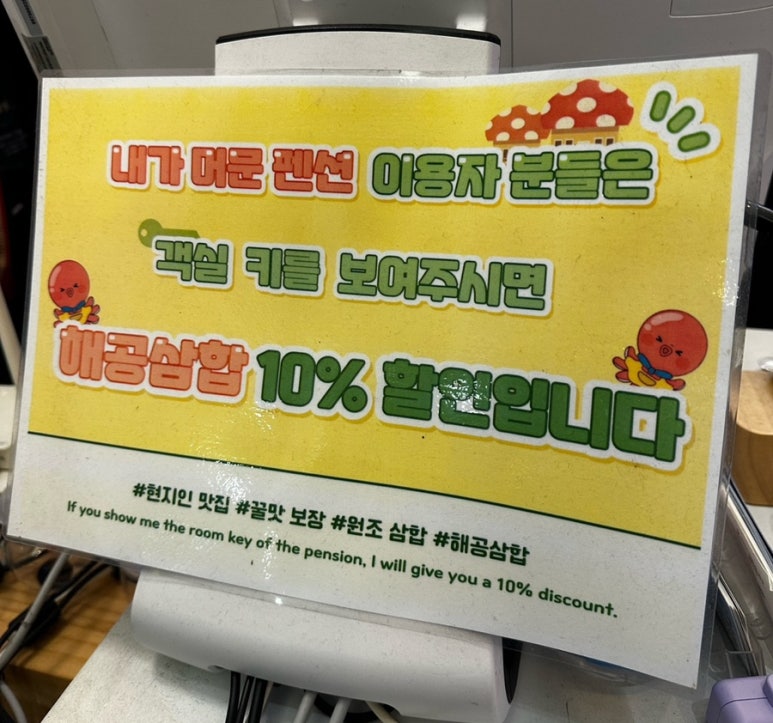 내가 머문 펜션 이용자 분들은
객실 키를 보여주시면
해공삼합 10% 할인입니다
#현지인 맛집 #꿀맛 보장 #원조 삼합 #해공삼합
If you show me the room key of the pension, I will give you a 10% discount.